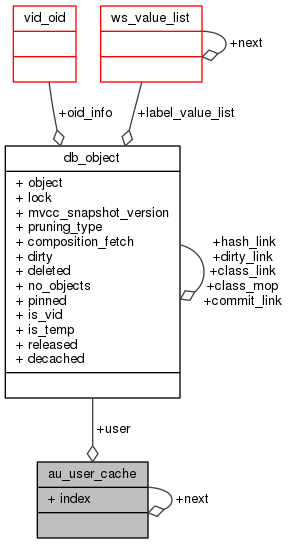 vid_oid
ws_value_list
+next
+oid_info
+label_value_list
db_object
+ object
+ lock
+ mvcc_snapshot_version
+ pruning_type
+ composition_fetch
+ dirty
+ deleted
+ no_objects
+ pinned
+ is_vid
+ is_temp
+ released
+ decached
+hash_link
+dirty_link
+class_link
+class_mop
+commit_link
+user
au_user_cache
+ index
+next